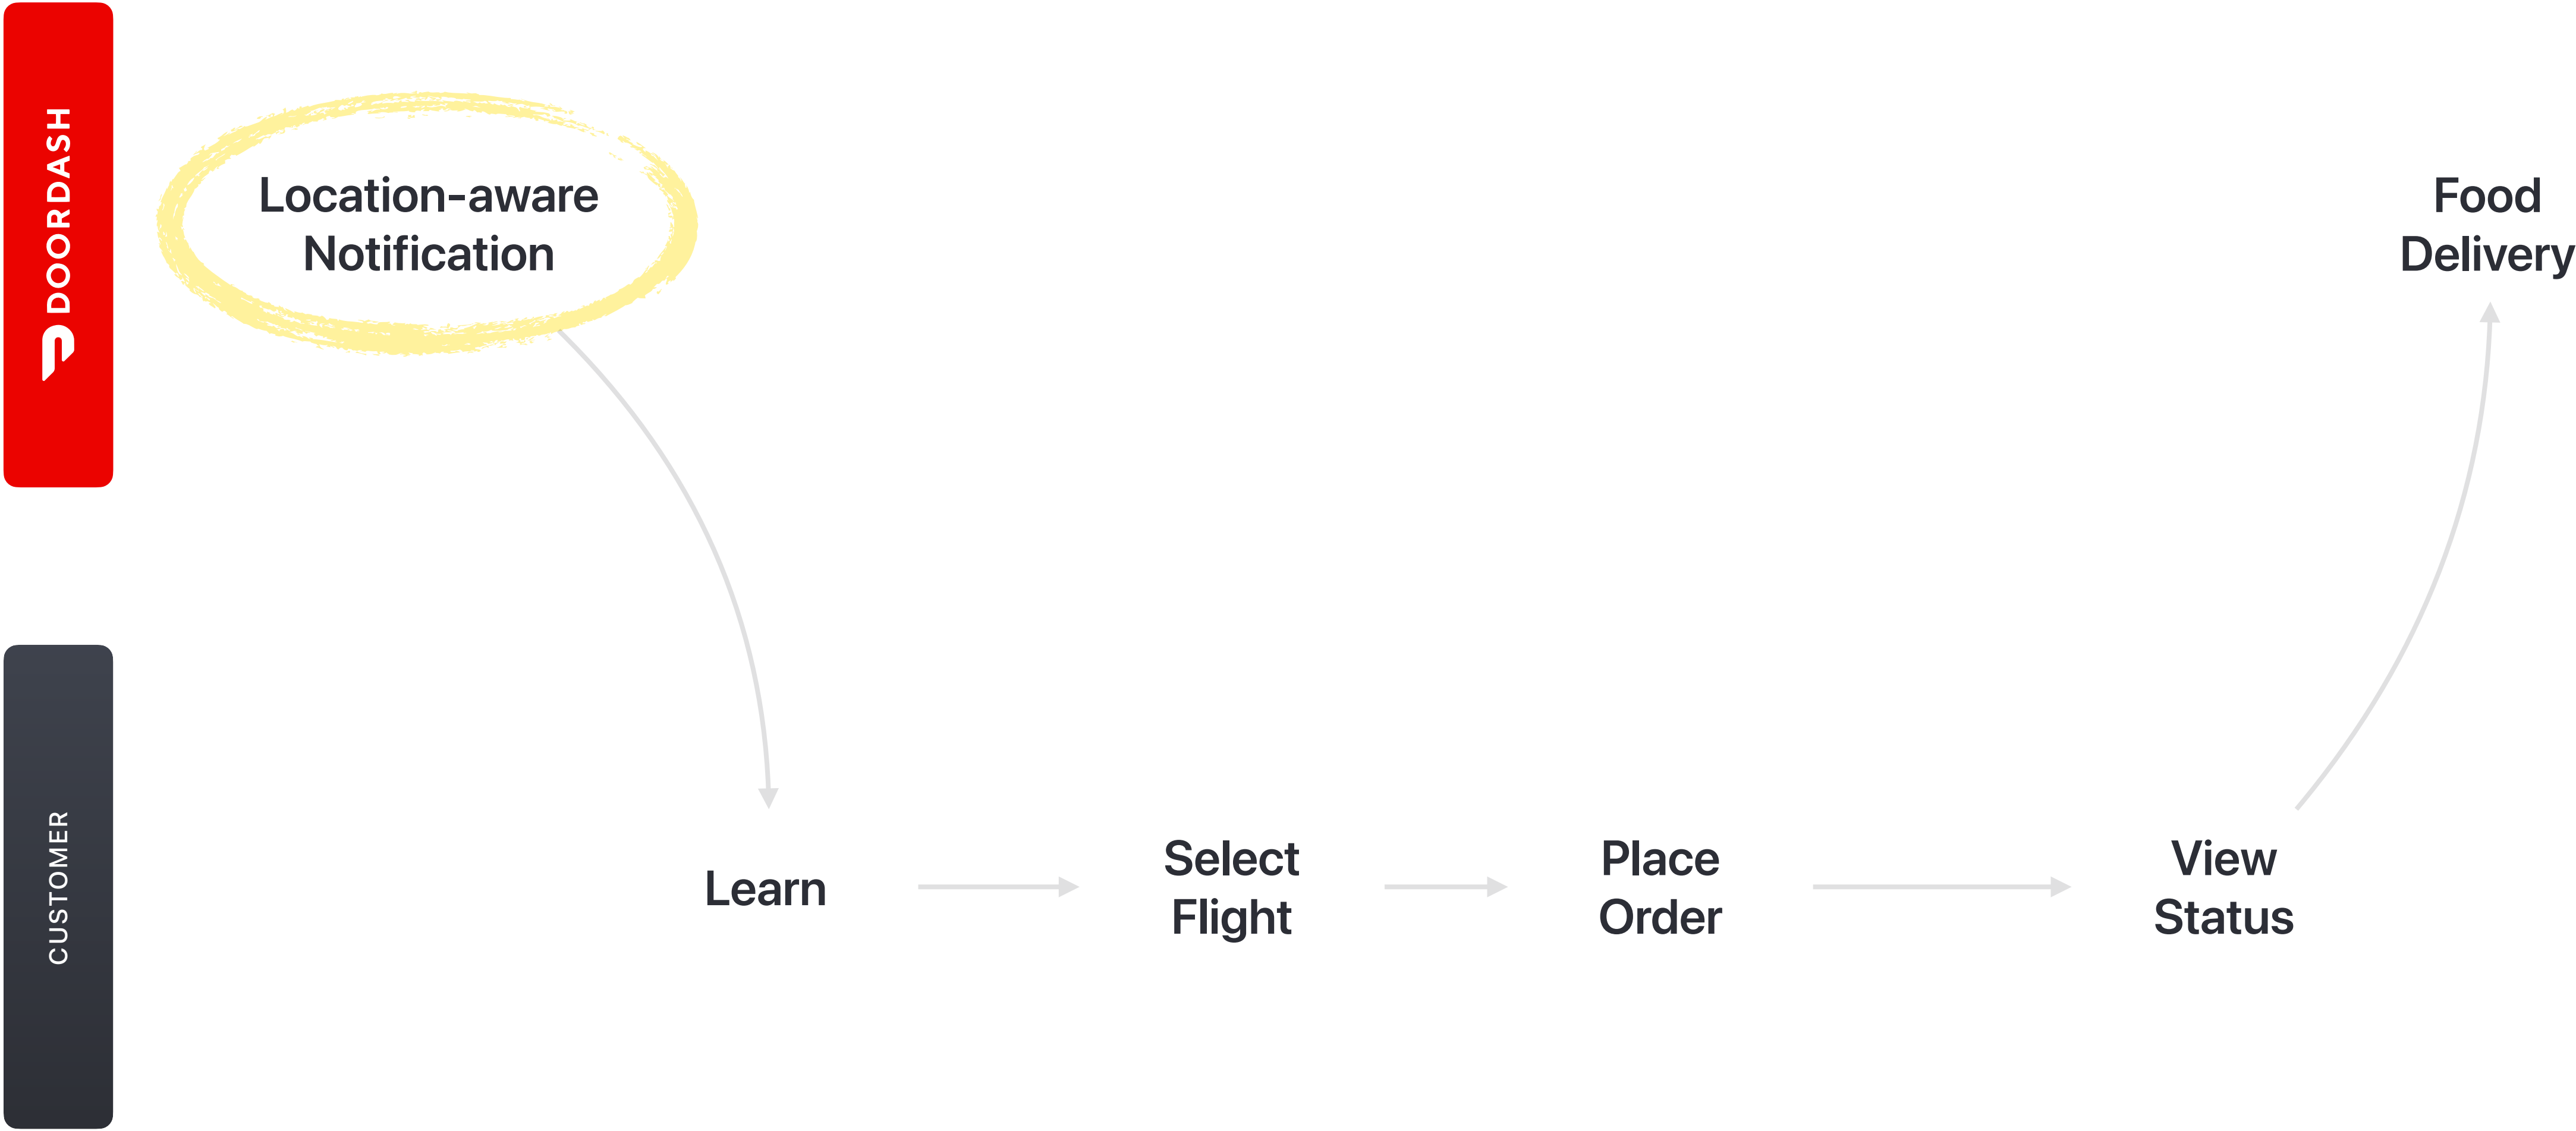 DOORDASH
Location-aware
Notification
Food
Delivery
CUSTOMER
Learn
Select
Flight
Place
Order
View
Status